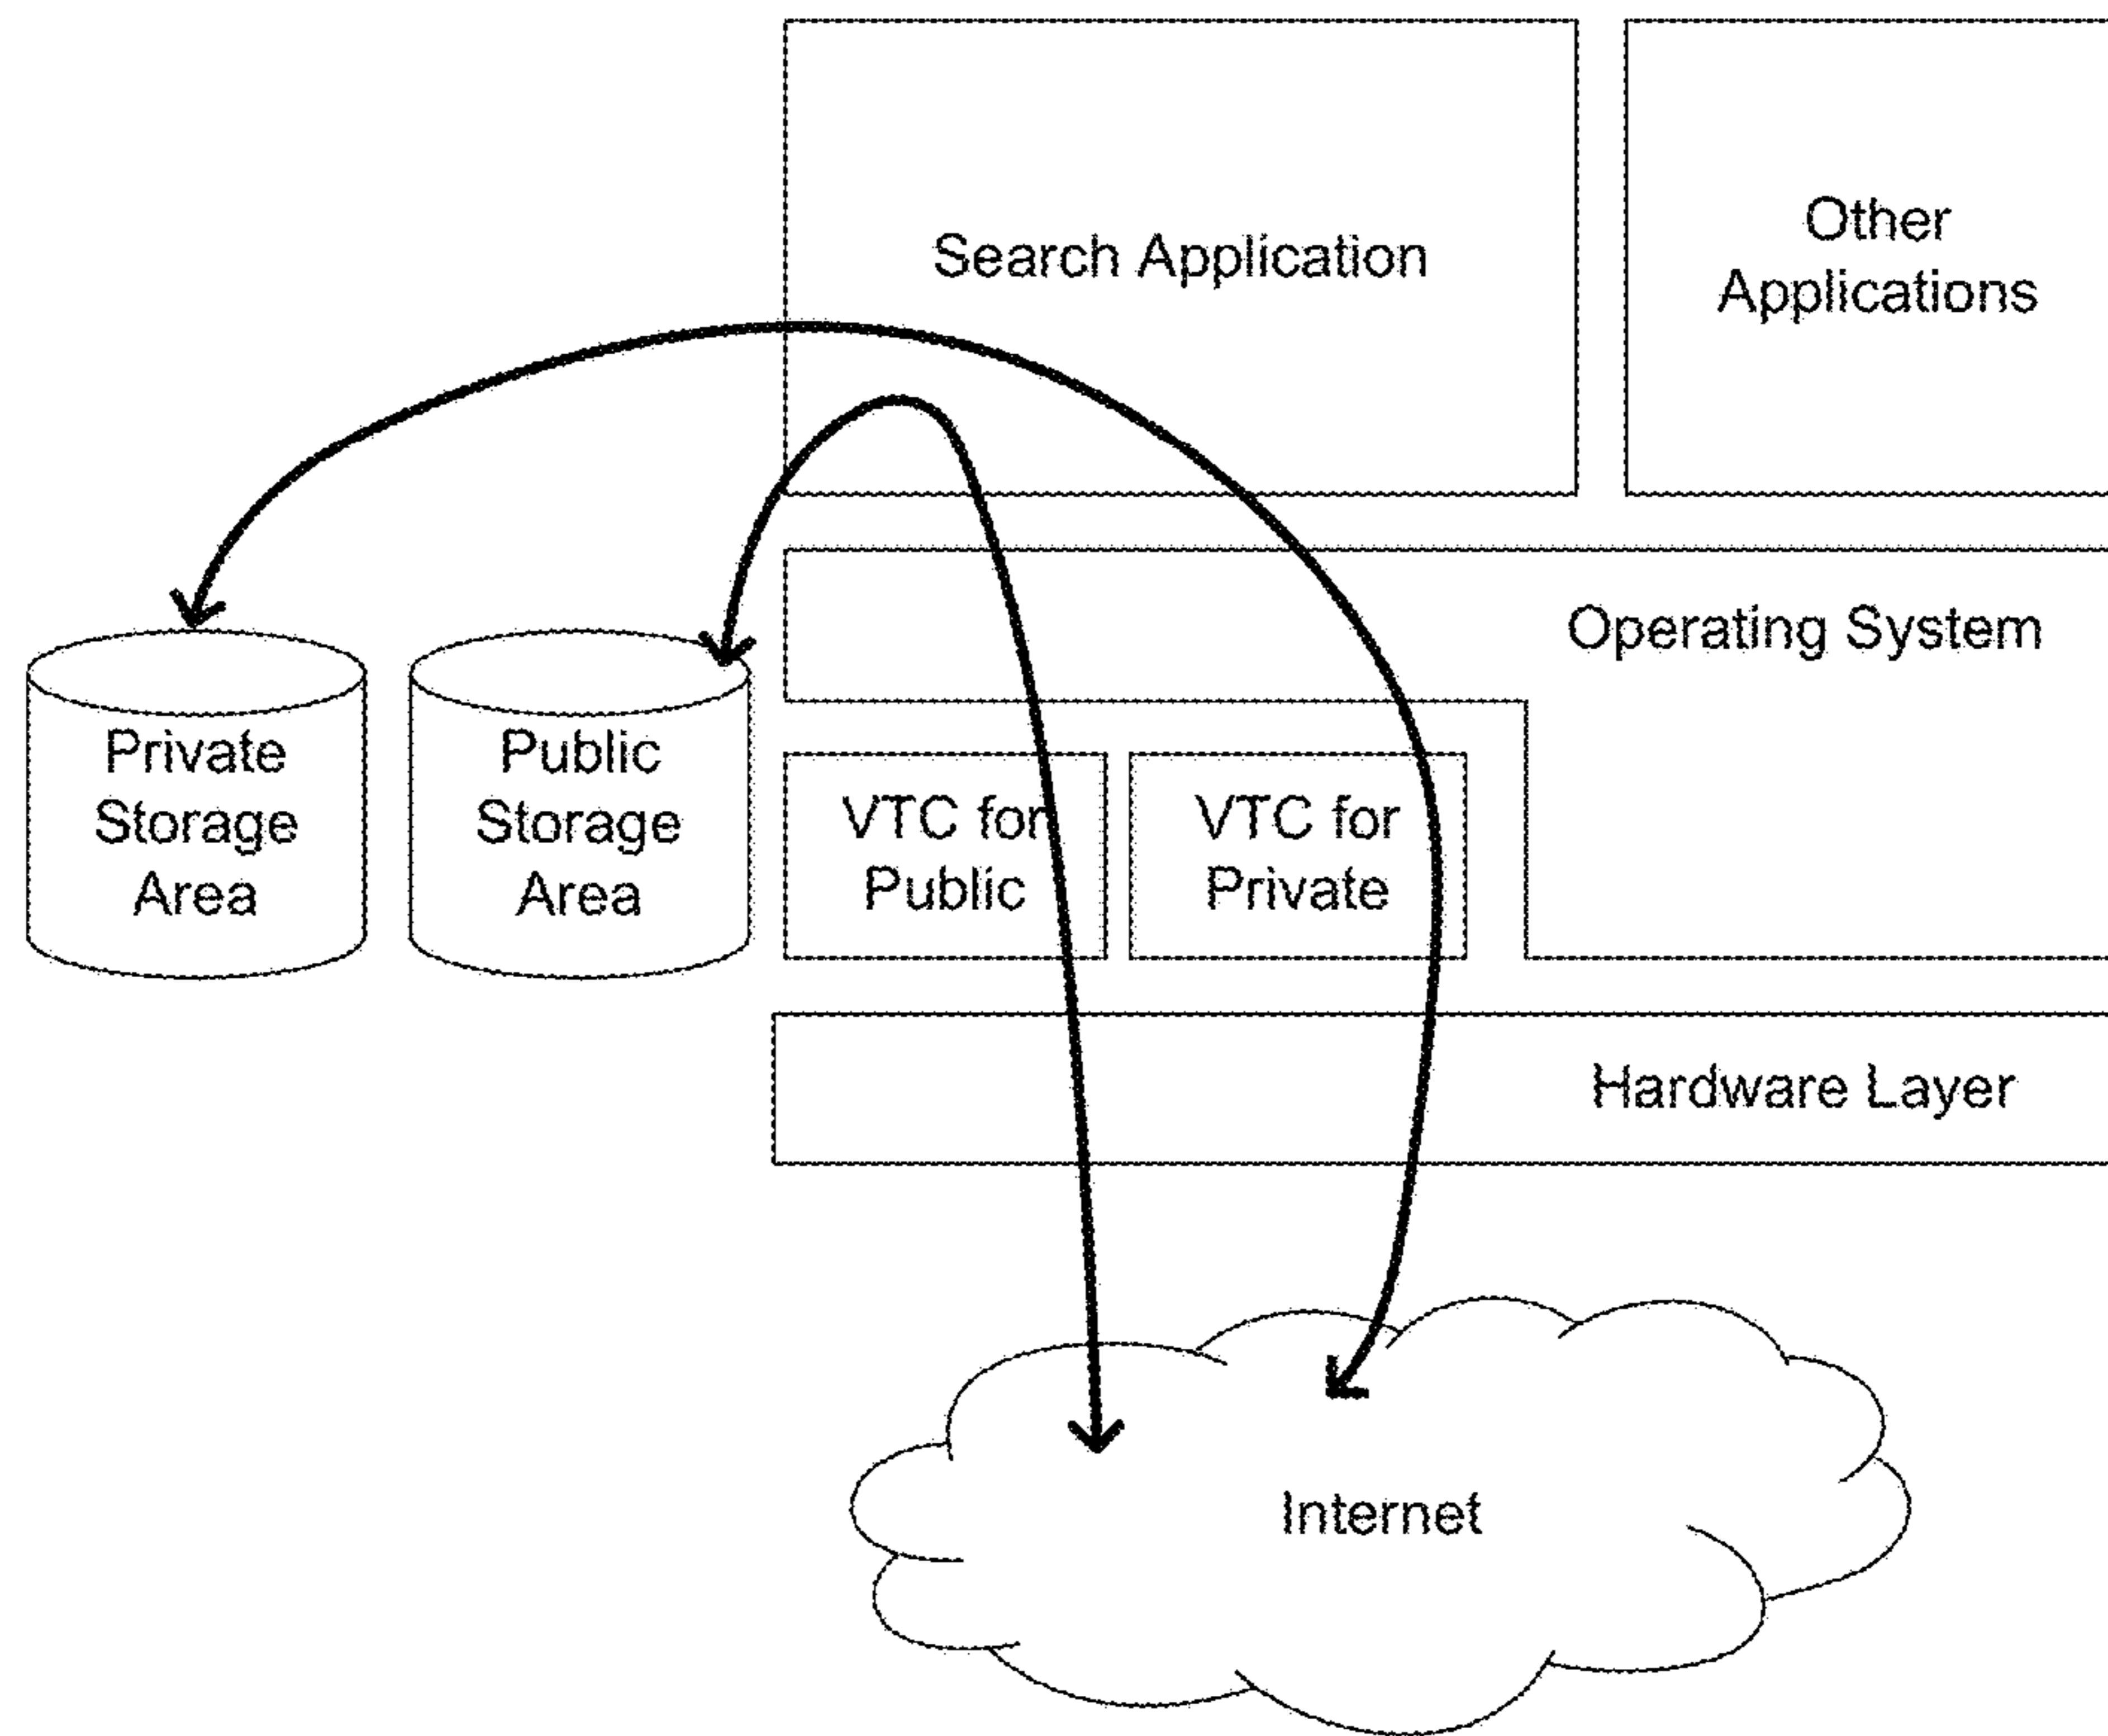 Search Application
Other
Applications
Operating System
Private
Storage
Area
Public
Storage
Area
VTC for
Public
VTC for
Private
Hardware Layer
Internet